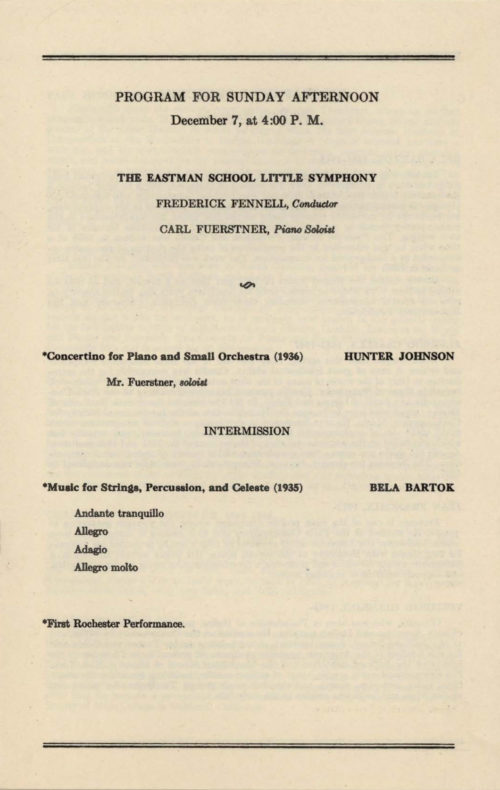 PROGRAM FOR SUNDAY AFTERNOON
December 7, at 4:00 P. M.
THE EASTMAN SCHOOL LITTLE SYMPHONY
FREDERICK FENNELL, Conductor
CARL FUERSTNER, Piano Soloist
*Concertino for Piano and Small Orchestra (1936) HUNTER JOHNSON
Mr. Fuerstner, soloist
INTERMISSION
*Music for Strings, Percussion, and Celeste (1935) BELA BARTOK
Andante tranquillo
Allegro
Adagio
Allegro molto
*First Rochester Performance.